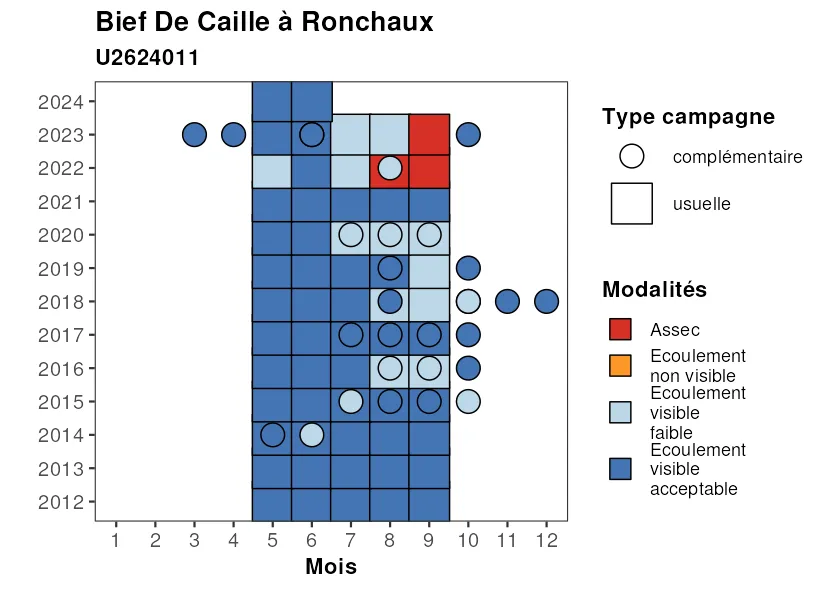 Bief De Caille à Ronchaux
U2624011
2024
2023
2022
2021
2020
2019
2018
2017
2016
2015
2014
2013
2012
1 2 3 4 5 6 7 8 9 10 11 12
Mois
Type campagne
complémentaire
usuelle
Modalités
Assec
Ecoulement
non visible
Ecoulement
visible
faible
Ecoulement
visible
acceptable